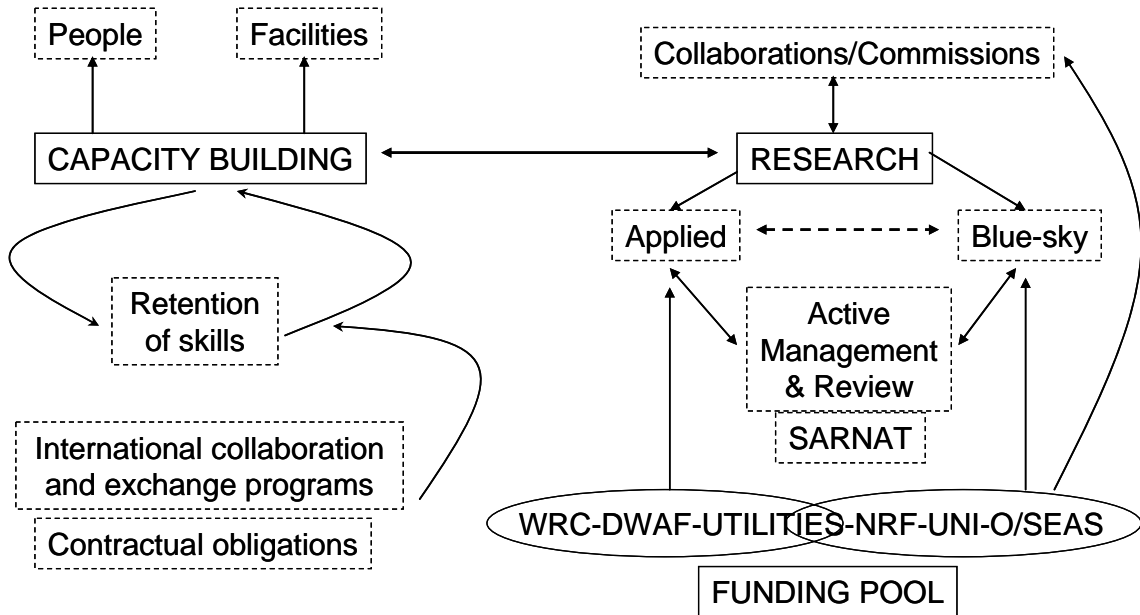 People
Facilities
Collaborations/Commissions
CAPACITY BUILDING
RESEARCH
Applied
Blue-sky
Retention
of skills
Active
Management
& Review
SARNAT
International collaboration
and exchange programs
Contractual obligations
WRC-DWAF-UTILITIES-NRF-UNI-O/SEAS
FUNDING POOL